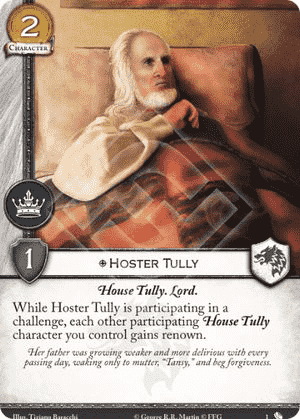 2
CHARACTER
1
HOSTER TULLY
House Tully. Lord.
While Hoster Tully is participating in a
challenge, each other participating House Tully
character you control gains renown.
Her father was growing weaker and more delirious with every
passing day, waking only to mutter, "Tansy," and beg forgiveness.
Illus. Tiziano Baracchi © George R.R. Martin © FFG 1